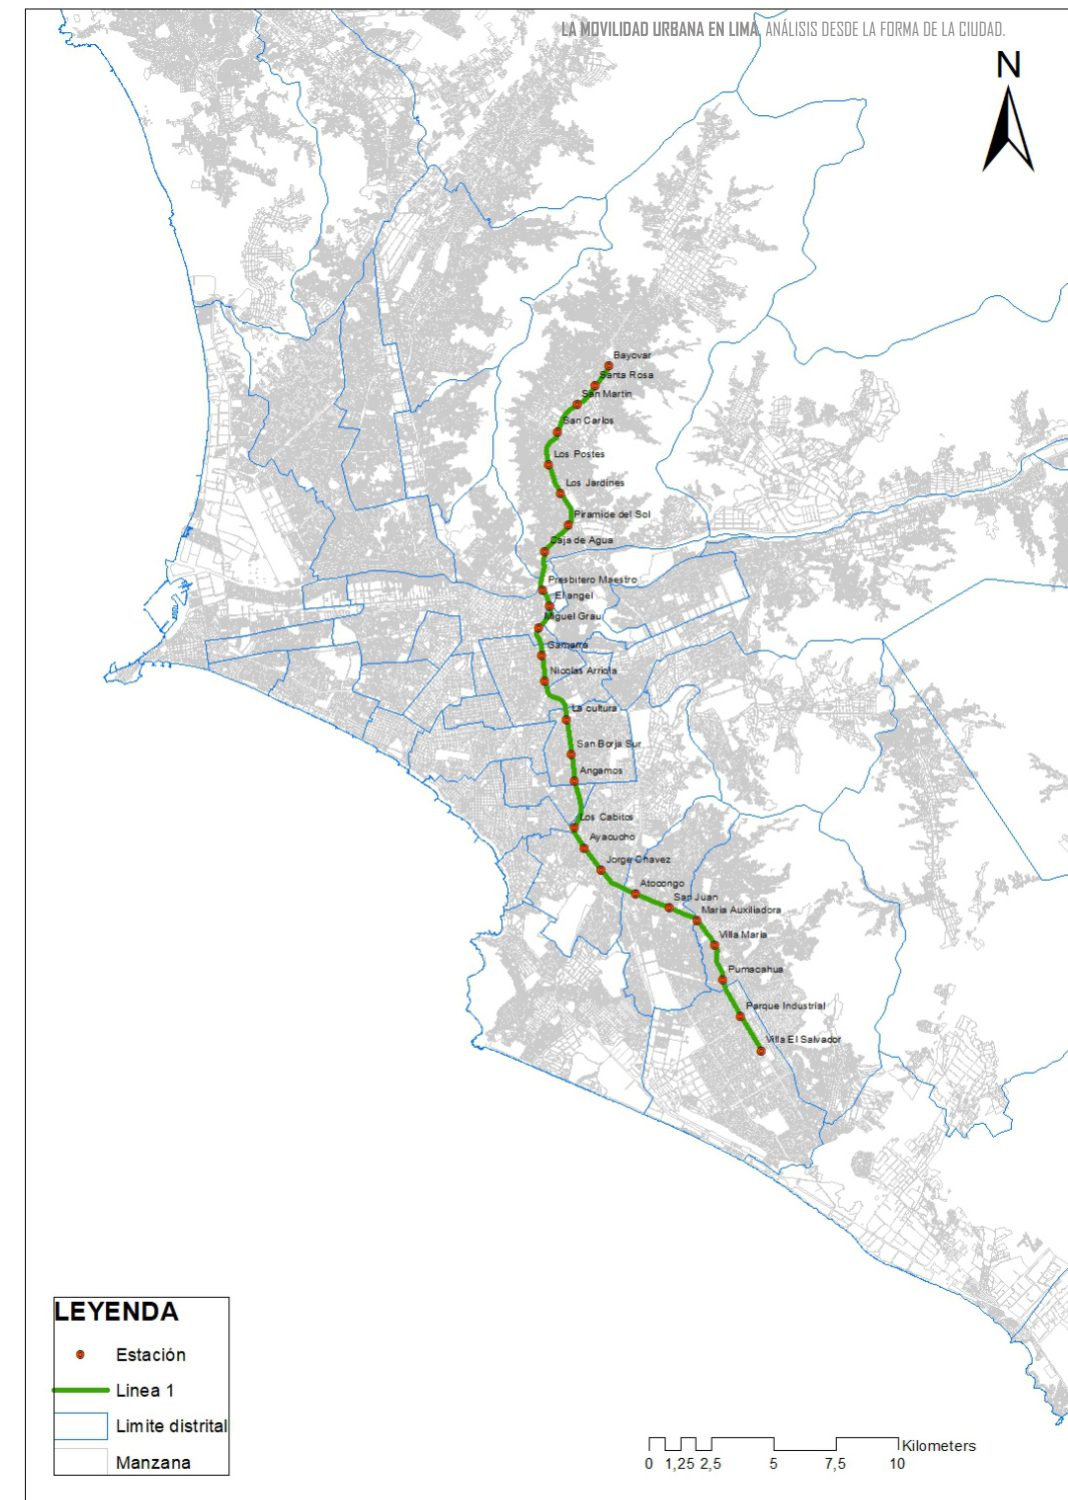 LA MOVILIDAD URBANA EN LIMA. ANÁLISIS DESDE LA FORMA DE LA CIUDAD.
N
Bayovar
Santa Rosa
San Martin
San Carlos
Los Postes
Los Jardines
Piramide del Sol
Caja de Agua
Presbitero Maestro
El angel
Miguel Grau
Gamarra
Nicolas Arriola
La cultura
San Borja Sur
Angamos
Los Cabitos
Ayacucho
Jorge Chavez
Atocongo
San Juan
Maria Auxiliadora
Villa Maria
Pumacahua
Parque Industrial
Villa El Salvador
LEYENDA
Estación
Linea 1
Limite distrital
Manzana
Kilometers
0 1,25 2,5 5 7,5 10